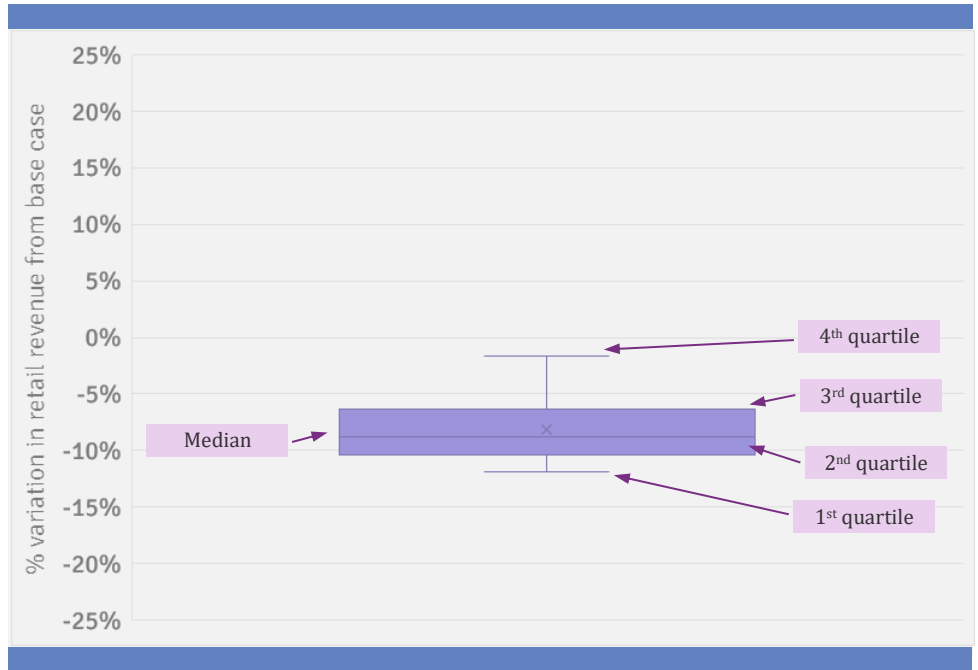 % variation in retail revenue from base case
25%
20%
15%
10%
5%
0%
-5%
-10%
-15%
-20%
-25%
4th quartile
3rd quartile
Median
2nd quartile
1st quartile